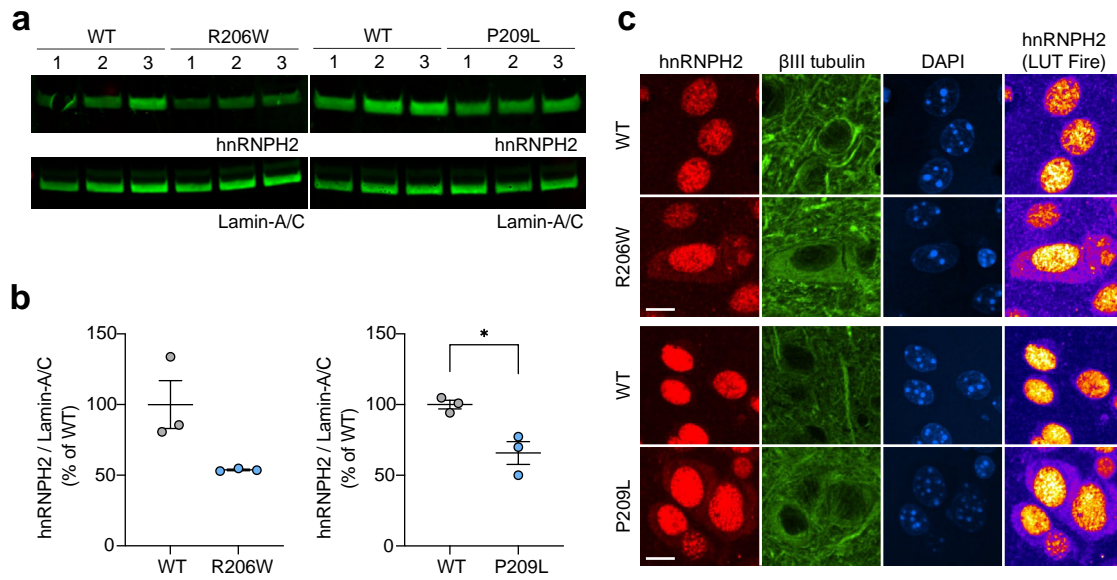 a
WT R206W WT P209L
1 2 3 1 2 3 1 2 3 1 2 3
hnRNPH2 hnRNPH2
Lamin-A/C Lamin-A/C
b
hnRNPH2 / Lamin-A/C
(% of WT)
150
100
50
0
WT R206W
hnRNPH2 / Lamin-A/C
(% of WT)
150
100
50
0
*
WT P209L
c
hnRNPH2 βIII tubulin DAPI hnRNPH2
(LUT Fire)
WT
R206W
WT
P209L